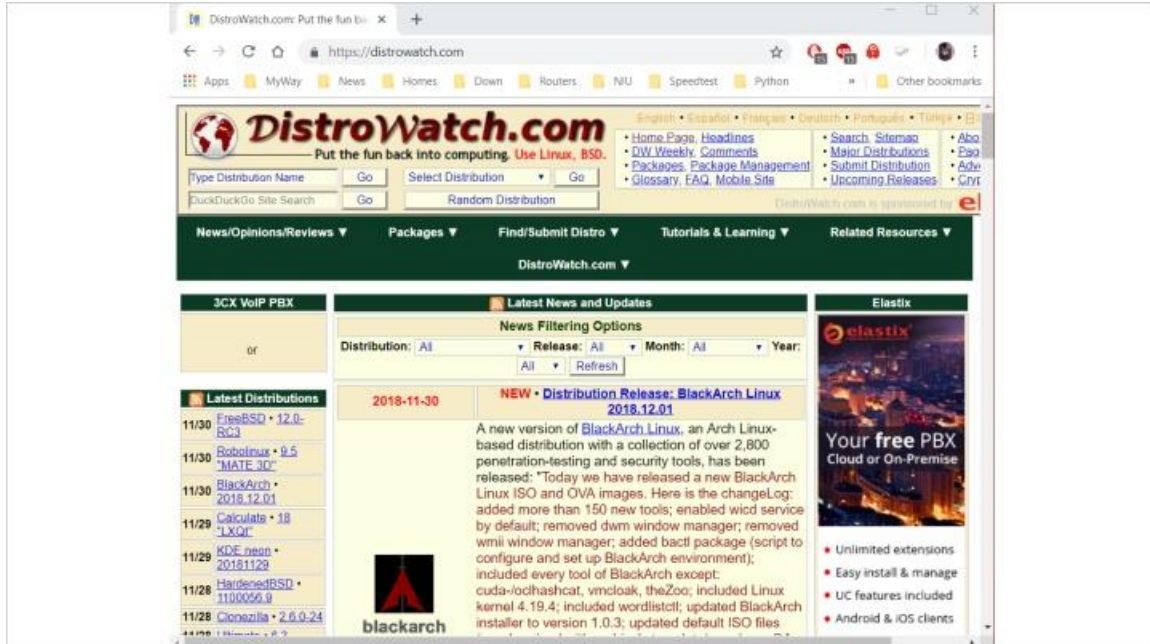 DistroWatch.com: Put the fun ba
https://distrowatch.com
Apps MyWay News Homes Down Routers NIU Speedtest Python » Other bookmarks
DistroWatch.com
Put the fun back into computing. Use Linux, BSD.
English • Español • Français • Deutsch • Português • Türkçe •
• Home Page, Headlines
• DW Weekly, Comments
• Packages, Package Management
• Glossary, FAQ, Mobile Site
• Search, Sitemap
• Major Distributions
• Submit Distribution
• Upcoming Releases
• Abo
• Pag
• Adv
• Cryp
Type Distribution Name Go Select Distribution Go
DuckDuckGo Site Search Go Random Distribution
DistroWatch.com is sponsored by el
News/Opinions/Reviews ▼ Packages ▼ Find/Submit Distro ▼ Tutorials & Learning ▼ Related Resources ▼
DistroWatch.com ▼
3CX VoIP PBX
or
Latest Distributions
11/30 FreeBSD • 12.0-
RC3
11/30 Robolinux • 9.5
"MATE 3D"
11/30 BlackArch •
2018.12.01
11/29 Calculate • 18
"LXQt"
11/29 KDE neon •
20181129
11/28 HardenedBSD •
1100056.9
11/28 Clonezilla • 2.6.0-24
Latest News and Updates
News Filtering Options
Distribution: All Release: All Month: All Year:
All Refresh
2018-11-30
NEW • Distribution Release: BlackArch Linux
2018.12.01
A new version of BlackArch Linux, an Arch Linux-
based distribution with a collection of over 2,800
penetration-testing and security tools, has been
released: "Today we have released a new BlackArch
Linux ISO and OVA images. Here is the changeLog:
added more than 150 new tools; enabled wicd service
by default; removed dwm window manager; removed
wmii window manager; added bactl package (script to
configure and set up BlackArch environment);
included every tool of BlackArch except:
cuda-/oclhashcat, vmcloak, theZoo; included Linux
kernel 4.19.4; included wordlistctl; updated BlackArch
installer to version 1.0.3; updated default ISO files
blackarch
Elastix
elastix
Your free PBX
Cloud or On-Premise
• Unlimited extensions
• Easy install & manage
• UC features included
• Android & iOS clients